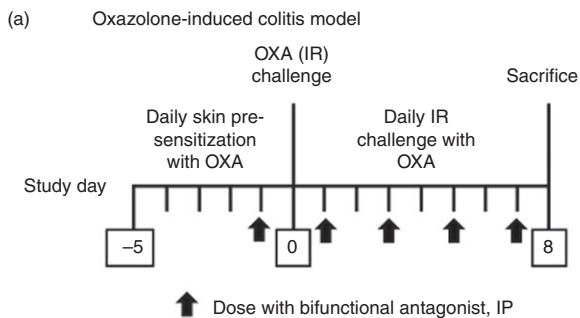 (a) Oxazolone-induced colitis model
OXA (IR)
challenge
Sacrifice
Daily skin pre-
sensitization
with OXA
Daily IR
challenge with
OXA
Study day
–5
0
8
Dose with bifunctional antagonist, IP